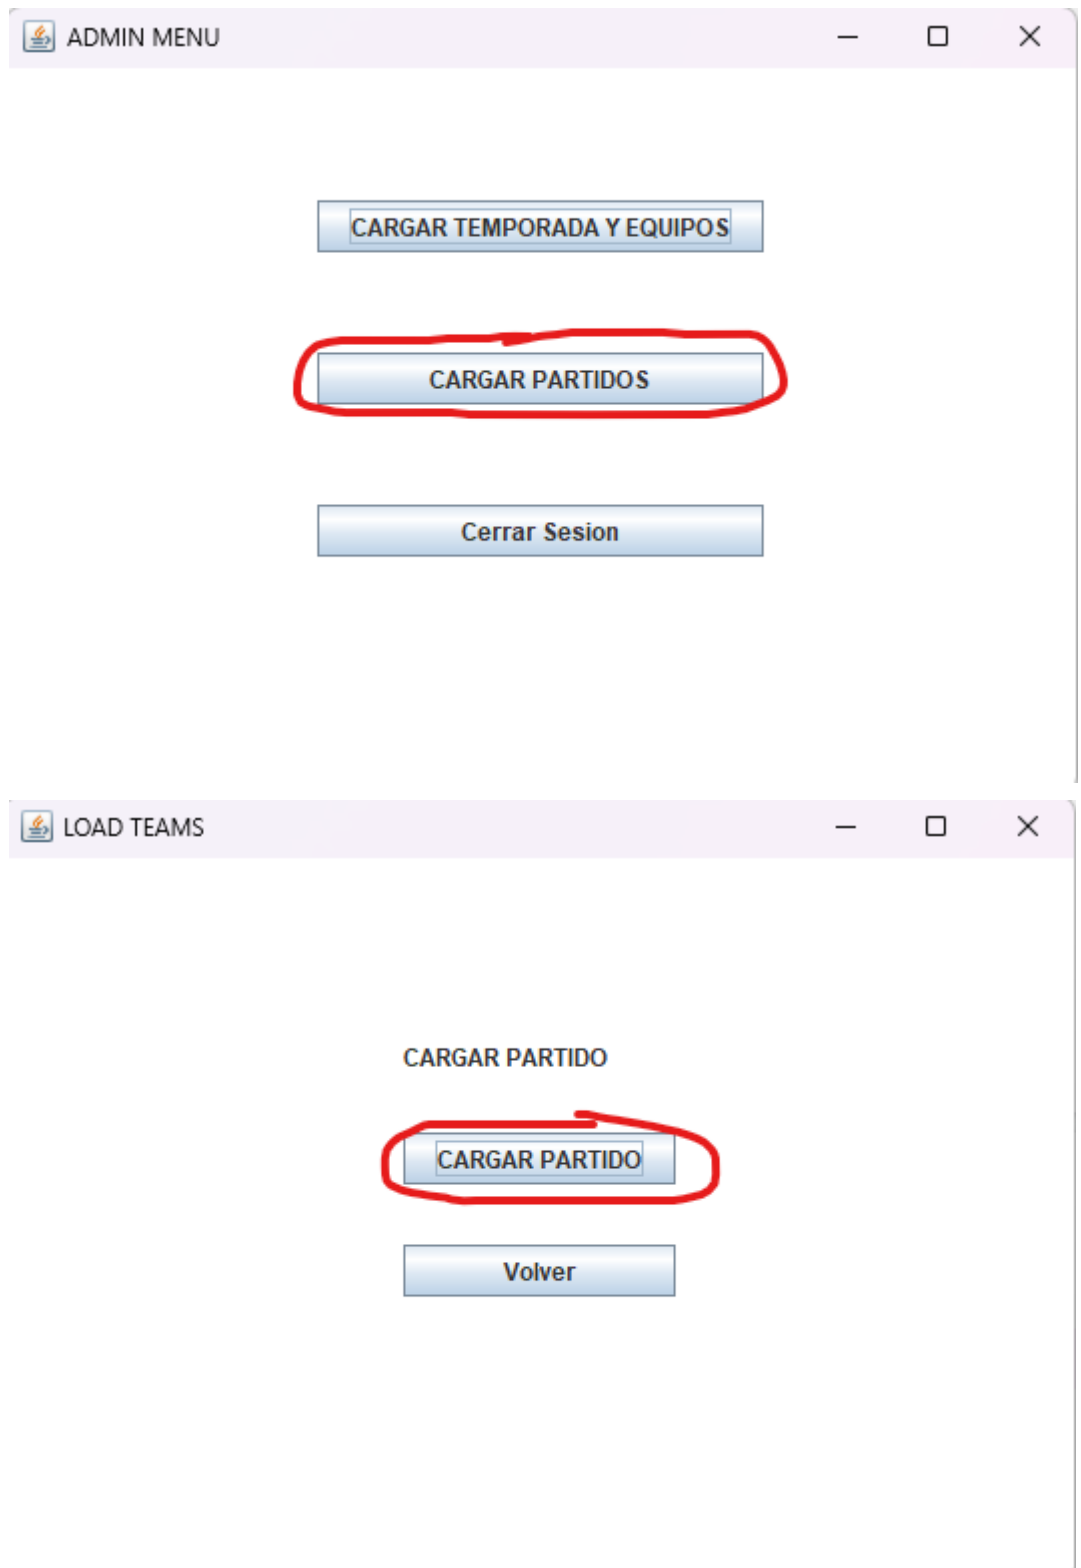 ADMIN MENU
CARGAR TEMPORADA Y EQUIPOS
CARGAR PARTIDOS
Cerrar Sesion
LOAD TEAMS
CARGAR PARTIDO
CARGAR PARTIDO
Volver